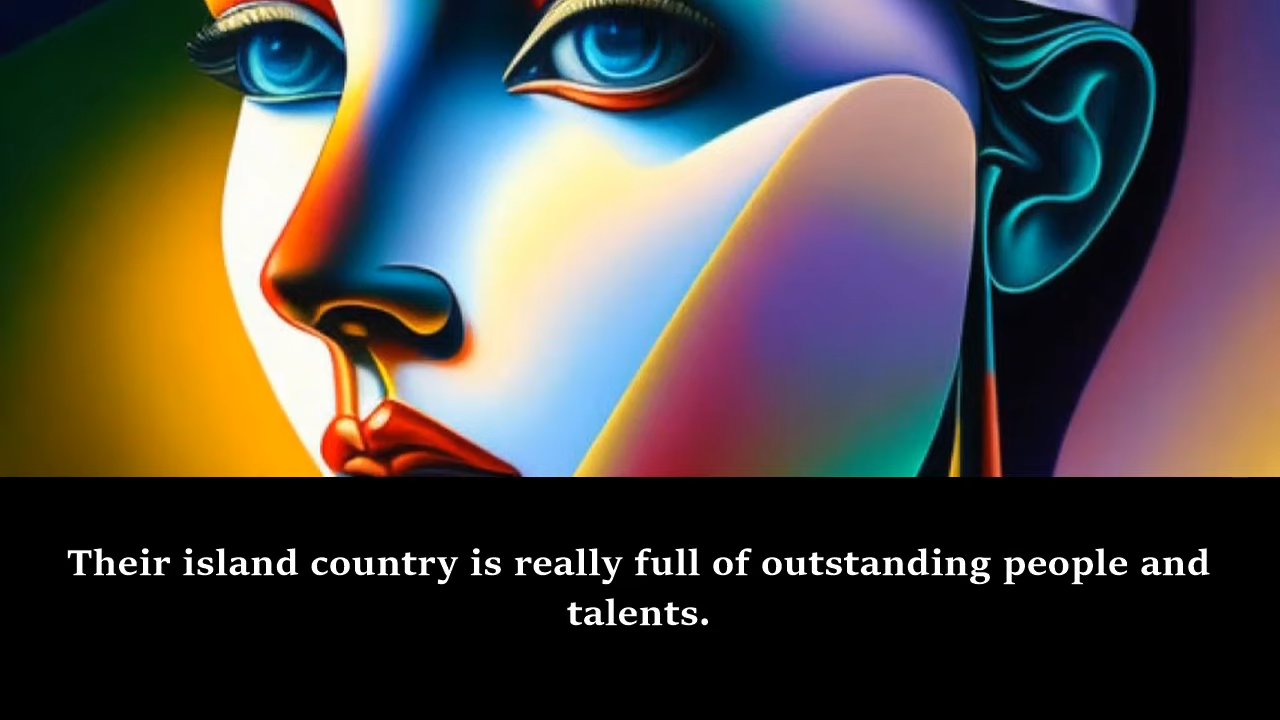 Their island country is really full of outstanding people and
talents.